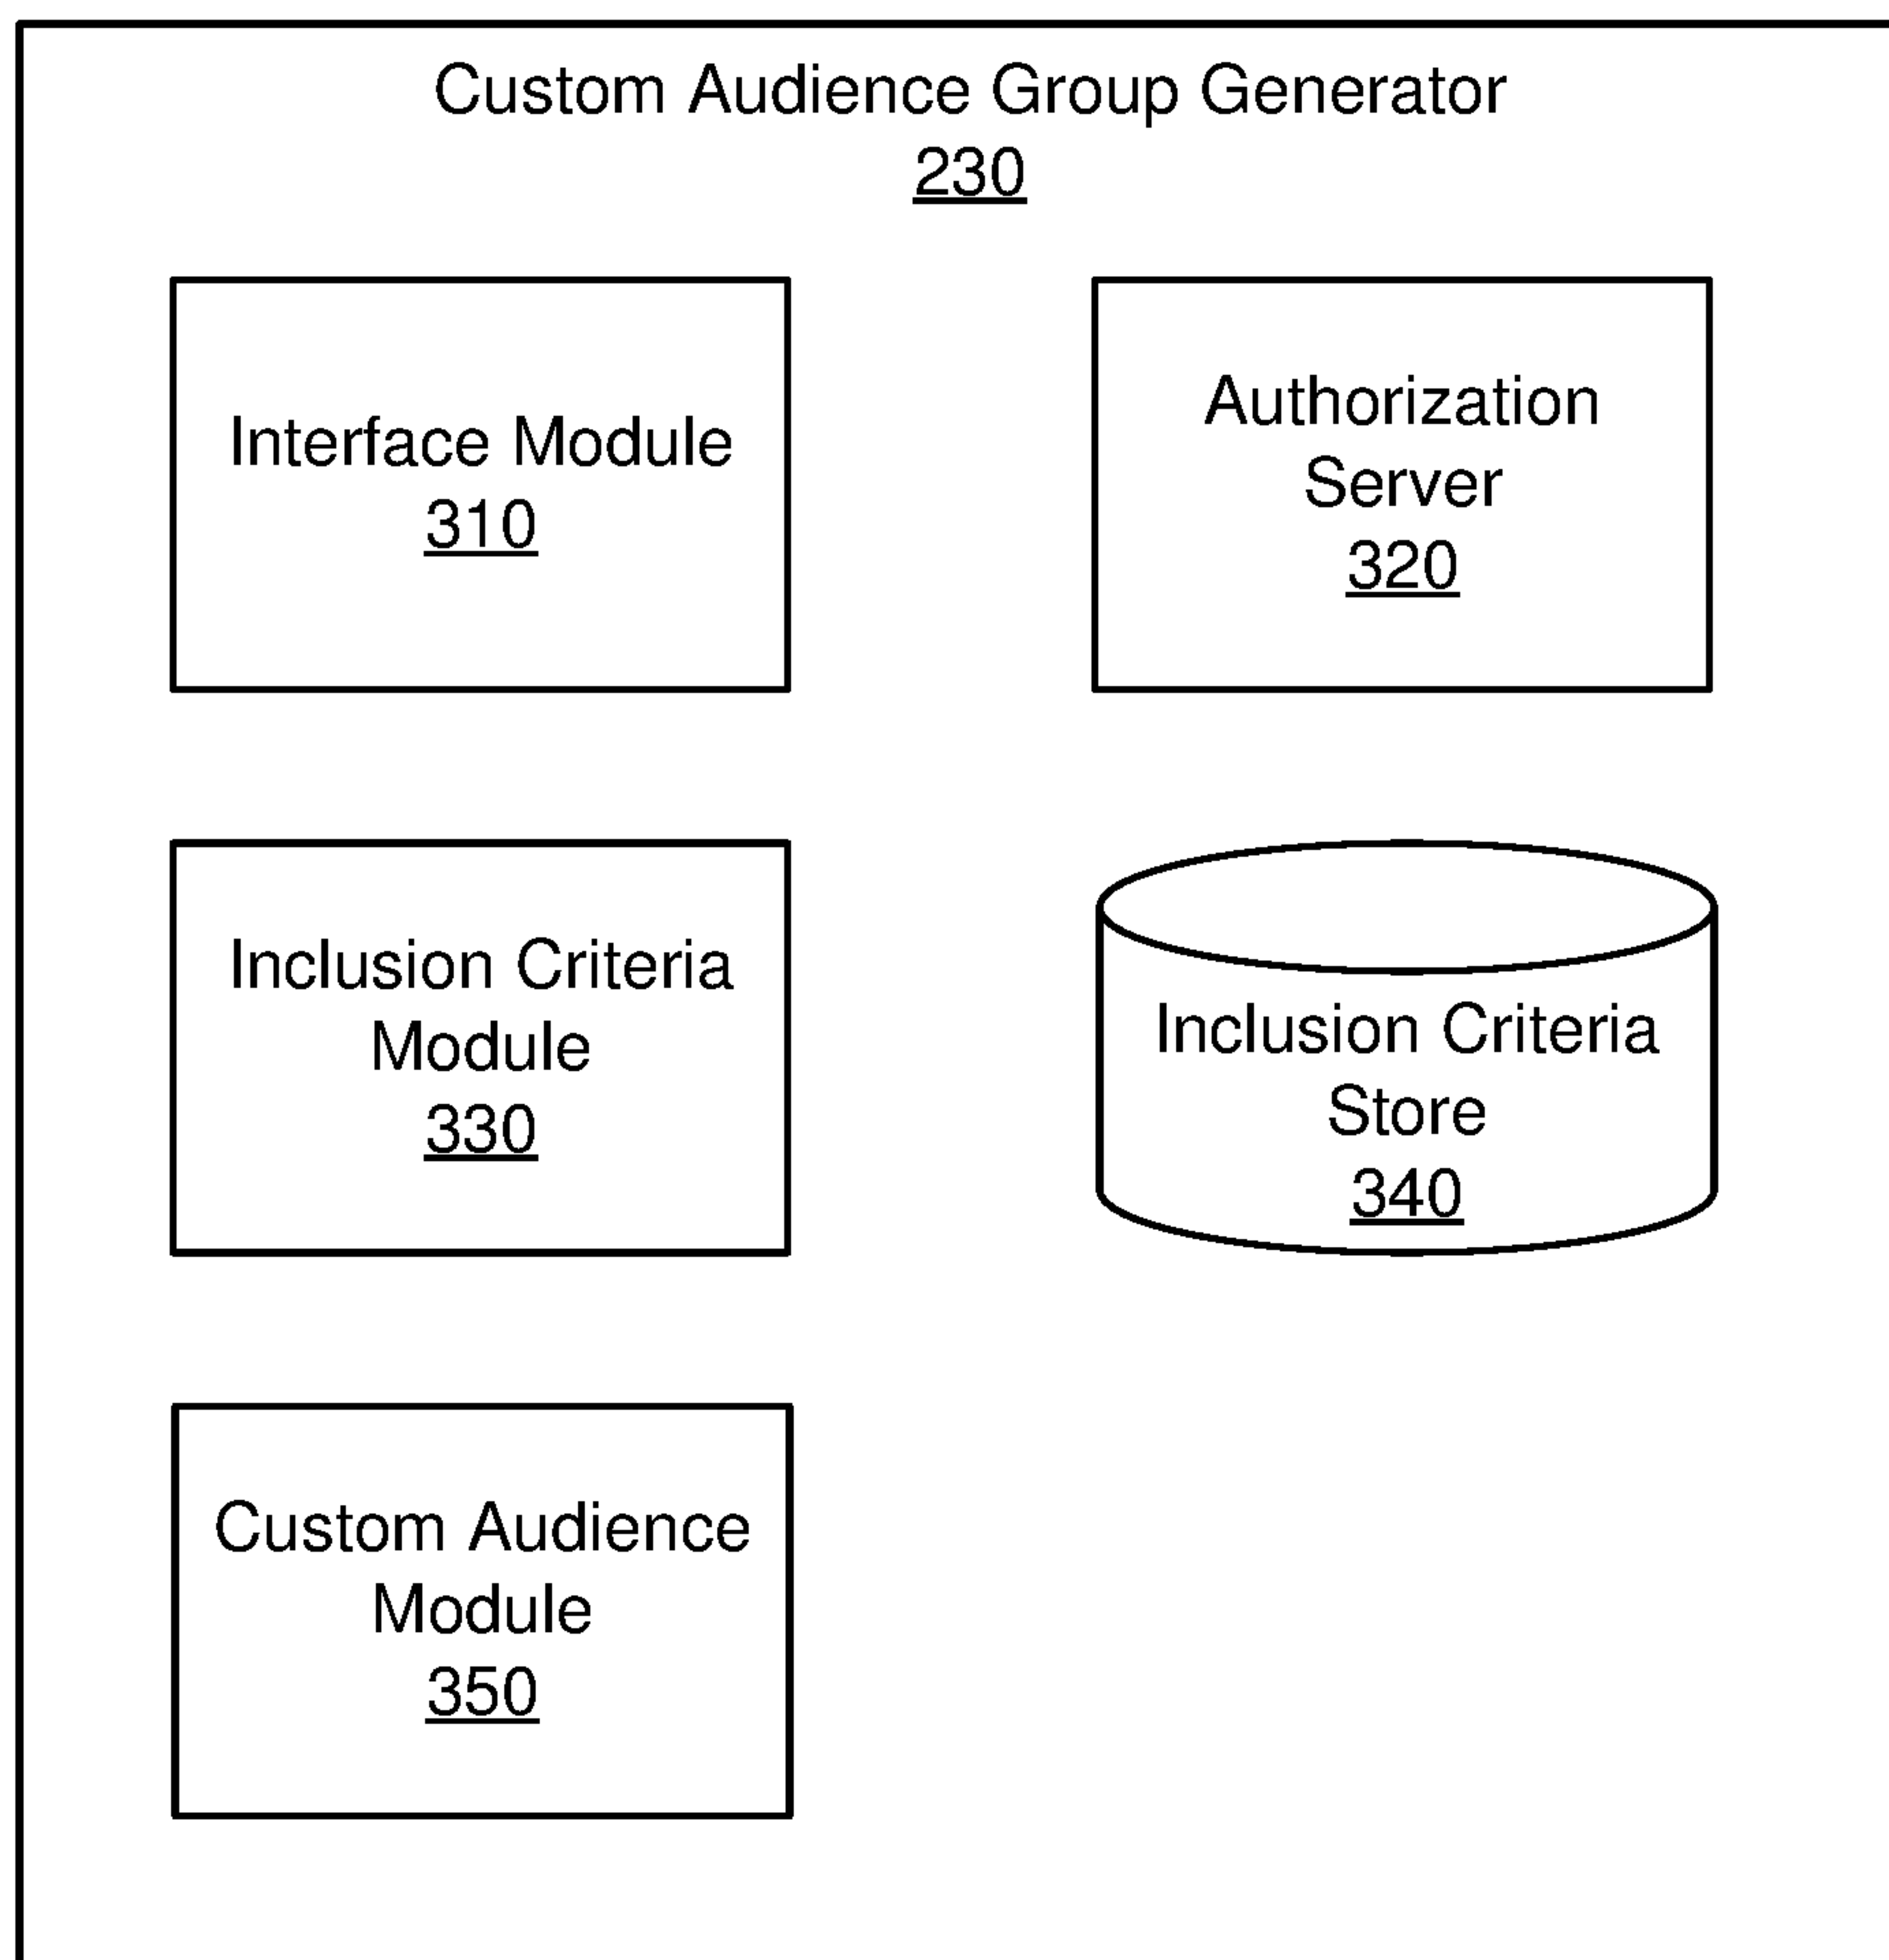 Custom Audience Group Generator
230
Interface Module
310
Authorization
Server
320
Inclusion Criteria
Module
330
Inclusion Criteria
Store
340
Custom Audience
Module
350